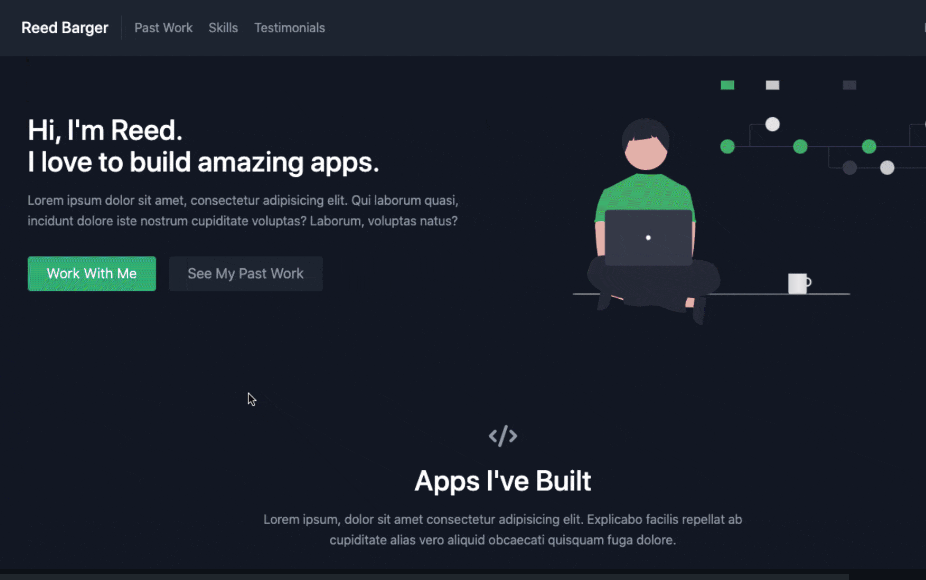 Reed Barger
Past Work
Skills
Testimonials
Hi, I'm Reed.
I love to build amazing apps.
Lorem ipsum dolor sit amet, consectetur adipisicing elit. Qui laborum quasi,
incidunt dolore iste nostrum cupiditate voluptas? Laborum, voluptas natus?
Work With Me
See My Past Work
Apps I've Built
Lorem ipsum, dolor sit amet consectetur adipisicing elit. Explicabo facilis repellat ab
cupiditate alias vero aliquid obcaecati quisquam fuga dolore.